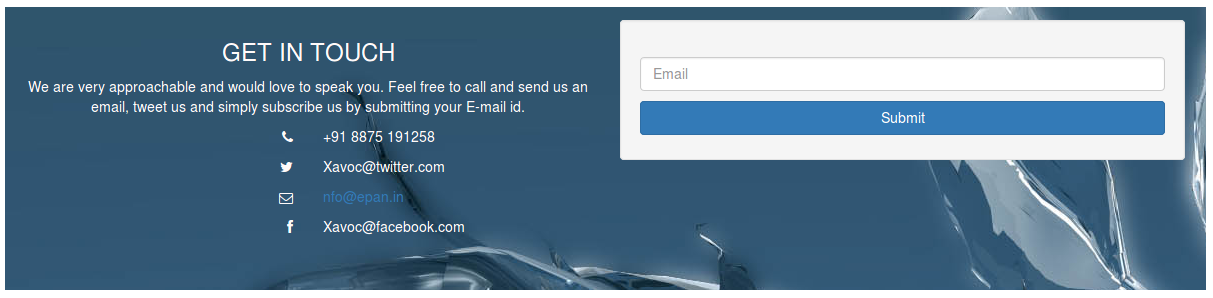 GET IN TOUCH
We are very approachable and would love to speak you. Feel free to call and send us an
email, tweet us and simply subscribe us by submitting your E-mail id.
+91 8875 191258
Xavoc@twitter.com
nfo@epan.in
Xavoc@facebook.com
Email
Submit